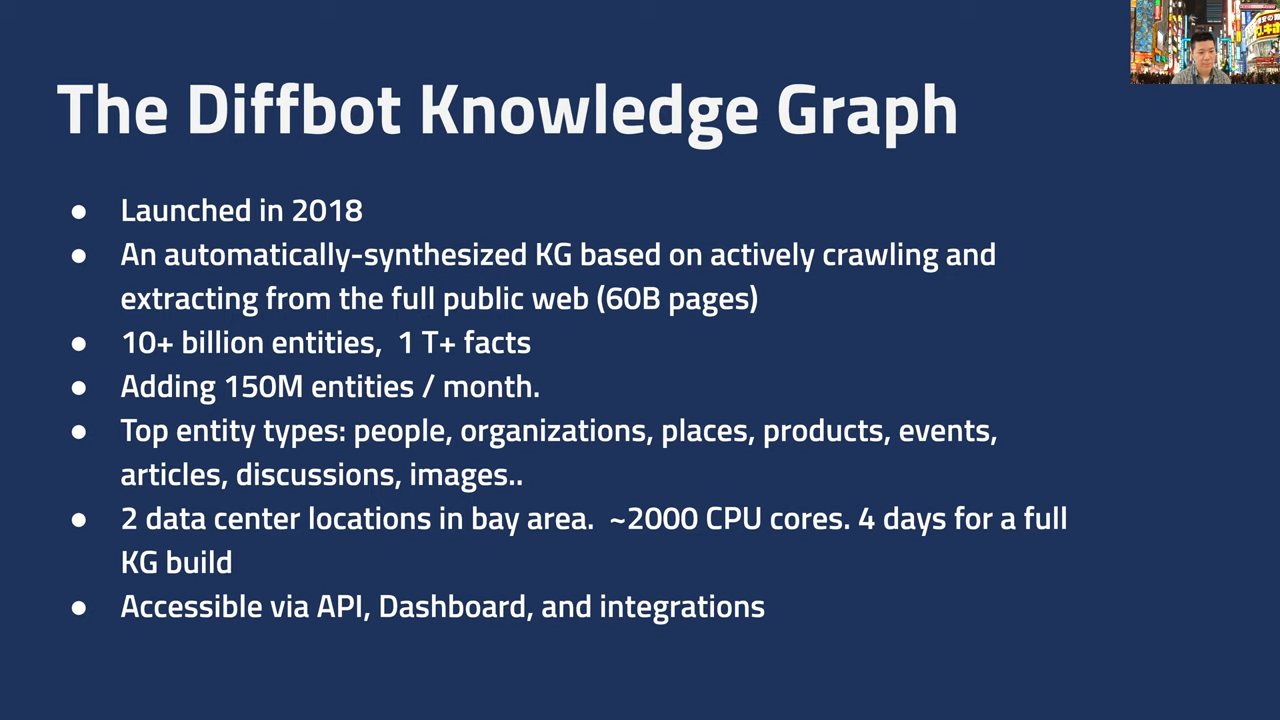 The Diffbot Knowledge Graph
● Launched in 2018
● An automatically-synthesized KG based on actively crawling and
extracting from the full public web (60B pages)
● 10+ billion entities,  1 T+ facts
● Adding 150M entities / month.
● Top entity types: people, organizations, places, products, events,
articles, discussions, images..
● 2 data center locations in bay area.  ~2000 CPU cores. 4 days for a full
KG build
● Accessible via API, Dashboard, and integrations